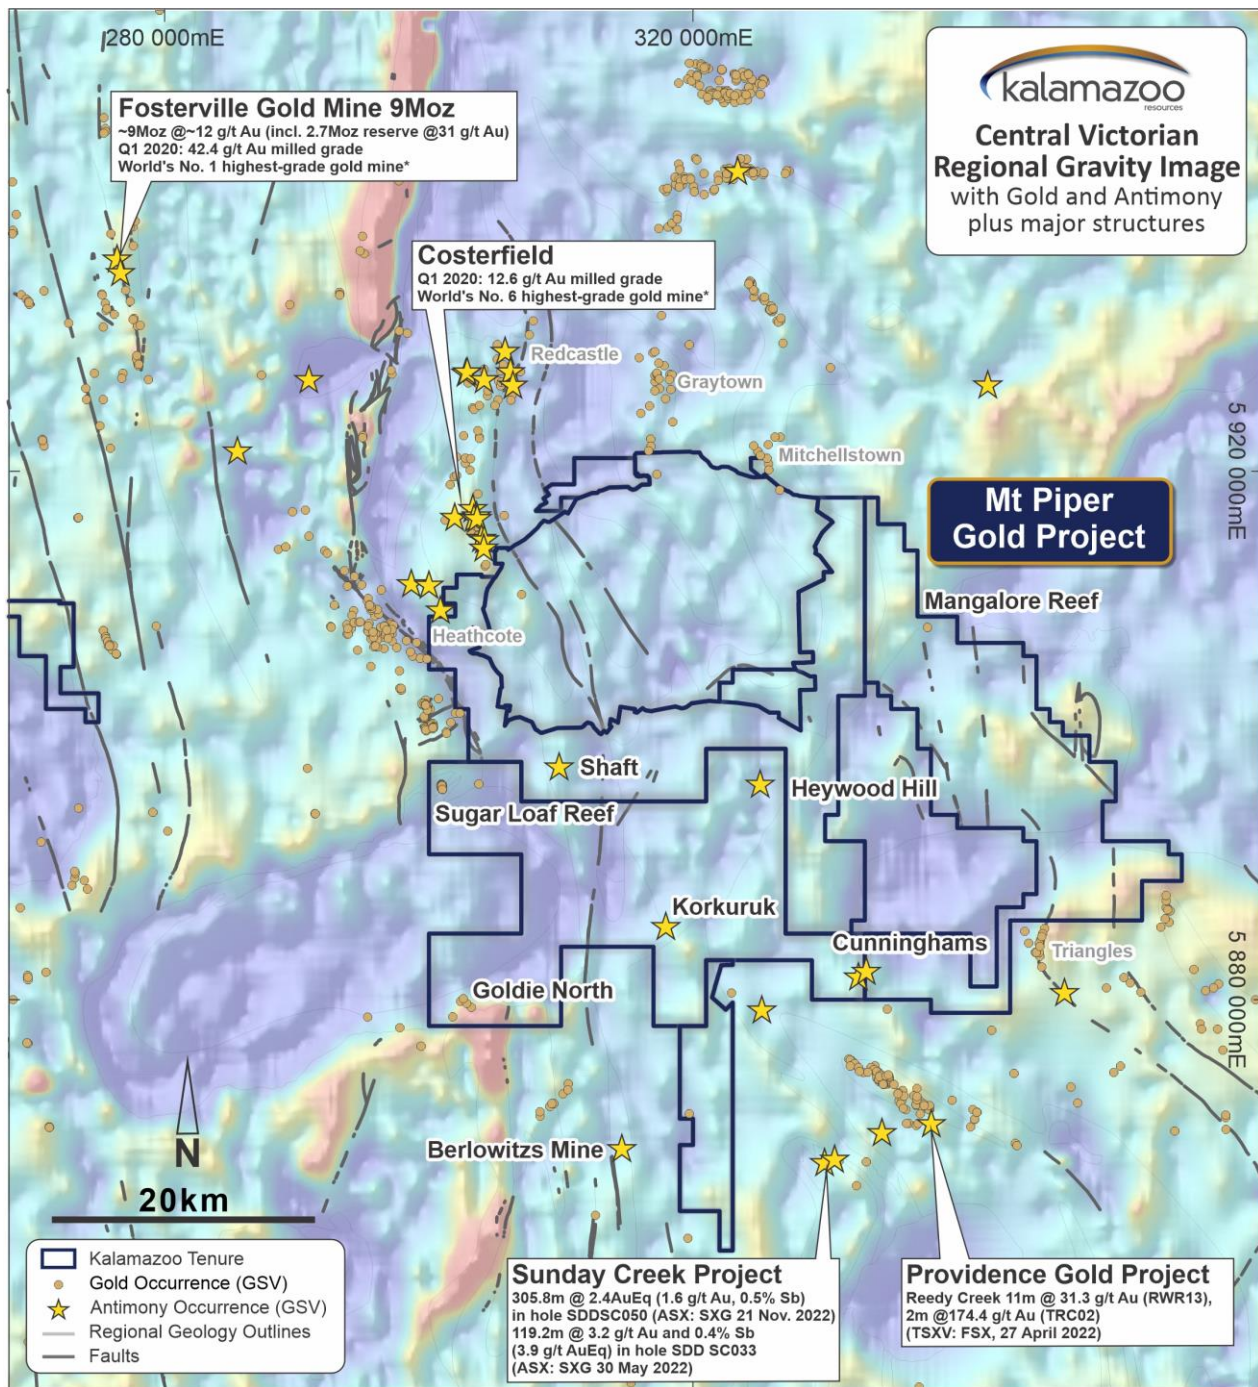 280 000mE
320 000mE
kalamazoo
resources
Central Victorian
Regional Gravity Image
with Gold and Antimony
plus major structures
Fosterville Gold Mine 9Moz
~9Moz @~12 g/t Au (incl. 2.7Moz reserve @31 g/t Au)
Q1 2020: 42.4 g/t Au milled grade
World's No. 1 highest-grade gold mine*
Costerfield
Q1 2020: 12.6 g/t Au milled grade
World's No. 6 highest-grade gold mine*
Redcastle
Graytown
Mitchellstown
5 920 000mE
Mt Piper
Gold Project
Mangalore Reef
Heathcote
Shaft
Heywood Hill
Sugar Loaf Reef
Korkuruk
Cunninghams
Triangles
5 880 000mE
Goldie North
Berlowitzs Mine
N
20km
Kalamazoo Tenure
Gold Occurrence (GSV)
Antimony Occurrence (GSV)
Regional Geology Outlines
Faults
Sunday Creek Project
305.8m @ 2.4AuEq (1.6 g/t Au, 0.5% Sb)
in hole SDDSC050 (ASX: SXG 21 Nov. 2022)
119.2m @ 3.2 g/t Au and 0.4% Sb
(3.9 g/t AuEq) in hole SDD SC033
(ASX: SXG 30 May 2022)
Providence Gold Project
Reedy Creek 11m @ 31.3 g/t Au (RWR13),
2m @174.4 g/t Au (TRC02)
(TSXV: FSX, 27 April 2022)